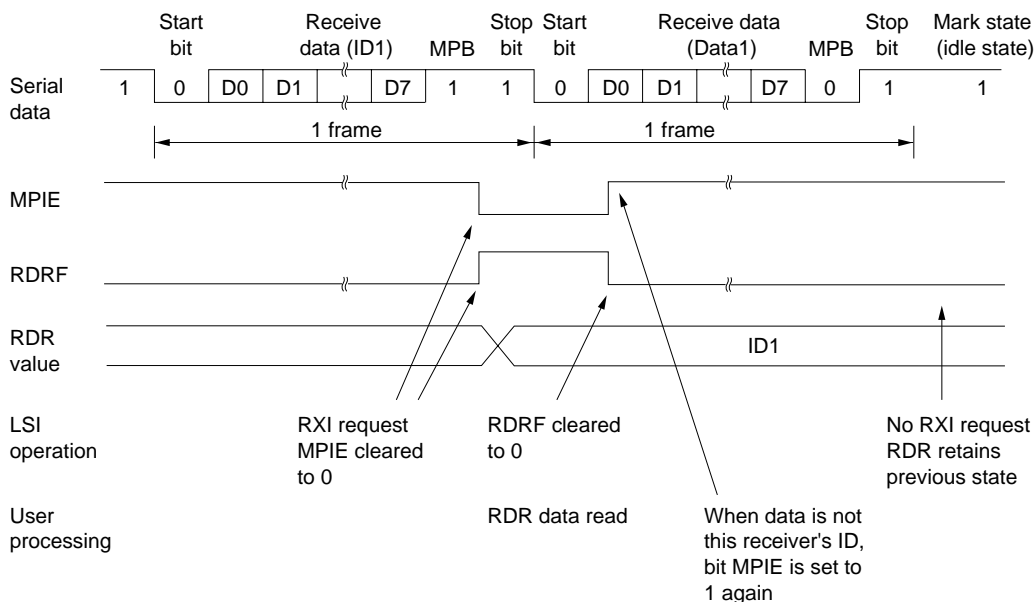 Start bit
Receive data (ID1)
MPB
Stop bit
Start bit
Receive data (Data1)
MPB
Stop bit
Mark state (idle state)
Serial data
1 0 D0 D1 D7 1 1 0 D0 D1 D7 0 1 1
1 frame 1 frame
MPIE
RDRF
RDR value
ID1
LSI operation
RXI request
MPIE cleared
to 0
RDRF cleared
to 0
No RXI request
RDR retains
previous state
User processing
RDR data read
When data is not
this receiver's ID,
bit MPIE is set to
1 again